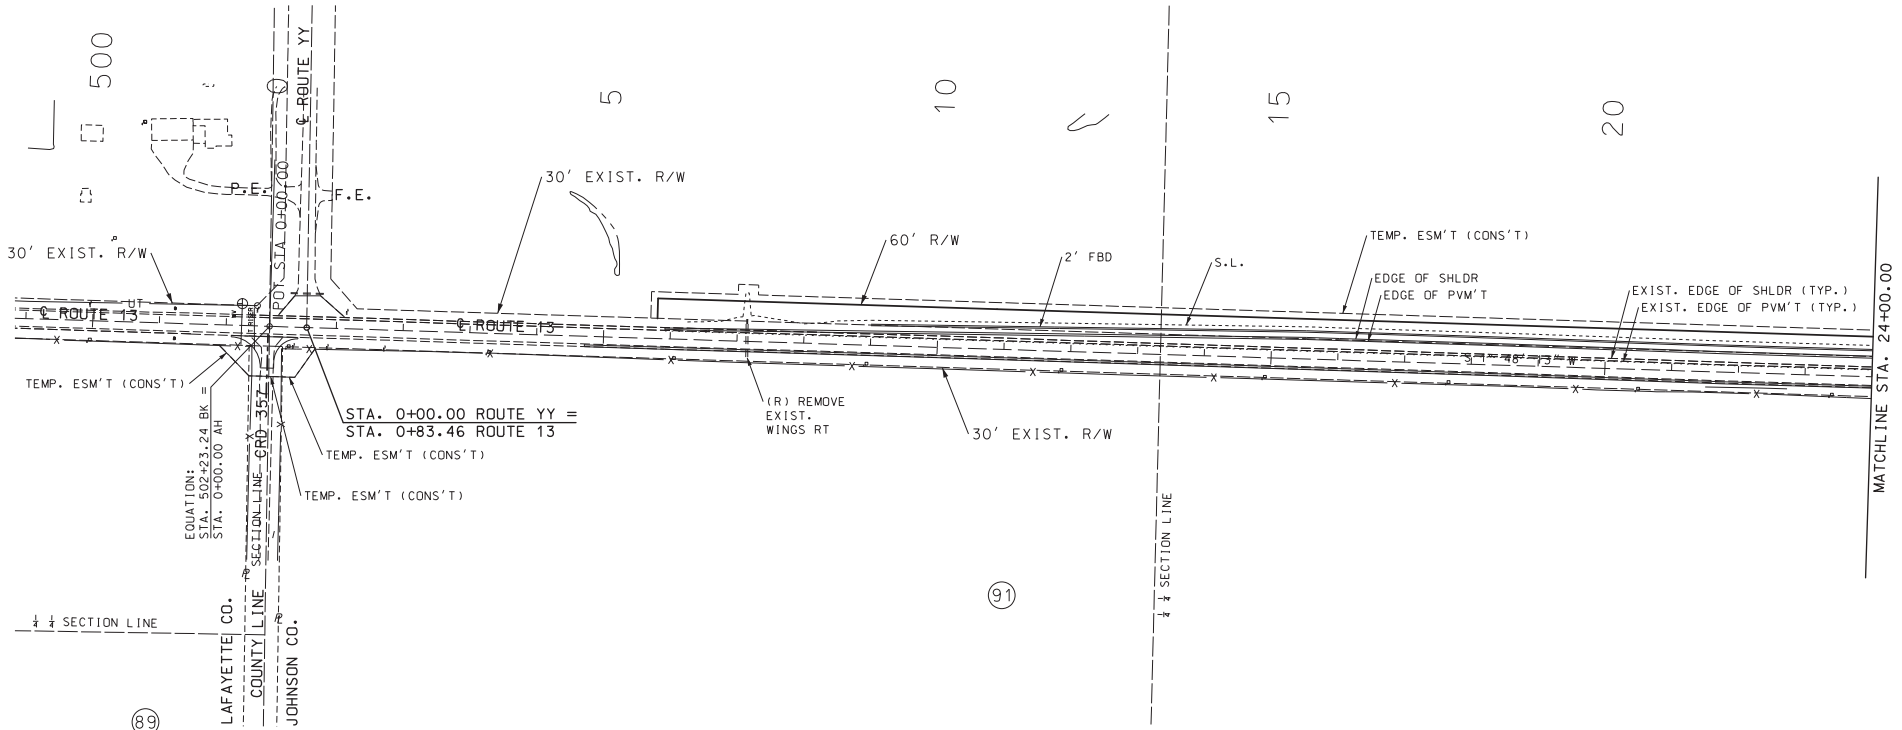 500
℄ ROUTE YY
5
10
15
20
P.E.
F.E.
POT STA 0+00.00
30' EXIST. R/W
30' EXIST. R/W
60' R/W
2' FBD
S.L.
TEMP. ESM'T (CONS'T)
EDGE OF SHLDR
EDGE OF PVM'T
EXIST. EDGE OF SHLDR (TYP.)
EXIST. EDGE OF PVM'T (TYP.)
MATCHLINE STA. 24+00.00
UT
℄ ROUTE 13
℄ ROUTE 13
S 1° 48' 13" W
TEMP. ESM'T (CONS'T)
STA. 0+00.00 ROUTE YY =
STA. 0+83.46 ROUTE 13
TEMP. ESM'T (CONS'T)
TEMP. ESM'T (CONS'T)
(R) REMOVE
EXIST.
WINGS RT
30' EXIST. R/W
EQUATION:
STA. 502+23.24 BK =
STA. 0+00.00 AH
SECTION LINE
CRD 357
¼ ¼ SECTION LINE
¼ ¼ SECTION LINE
LAFAYETTE CO.
COUNTY LINE
JOHNSON CO.
91
89